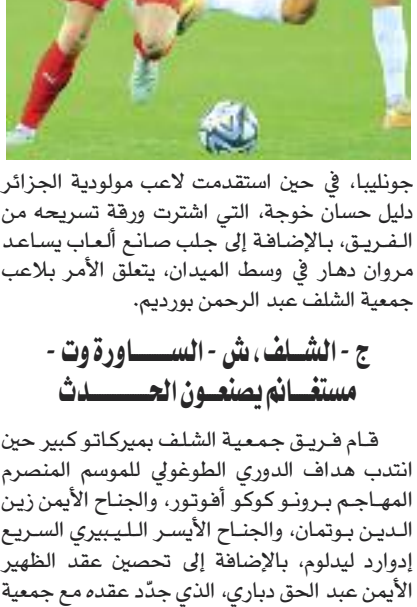 جونليبا، في حين استقدمت لاعب مولودية الجزائر
دليل حسان خوجة، التي اشترت ورقة تسريحه من
الفريق، بالإضافة إلى جلب صانع ألعاب يساعد
مروان دهار في وسط الميدان، يتعلق الأمر بلاعب
جمعية الشلف عبد الرحمن بورديم.
ج - الشلف، ش - الساورة وت -
مستغانم يصنعون الحدث
قام فريق جمعية الشلف بميركاتو كبير حين
انتدب هداف الدوري الطوغولي للموسم المنصرم
المهاجم برونو كوكو أفوتور، والجناح الأيمن زين
الدين بوتمان، والجناح الأيسر الليبيري السريع
إدوارد ليدلوم، بالإضافة إلى تحصين عقد الظهير
الأيمن عبد الحق دباري، الذي جدّد عقده مع جمعية